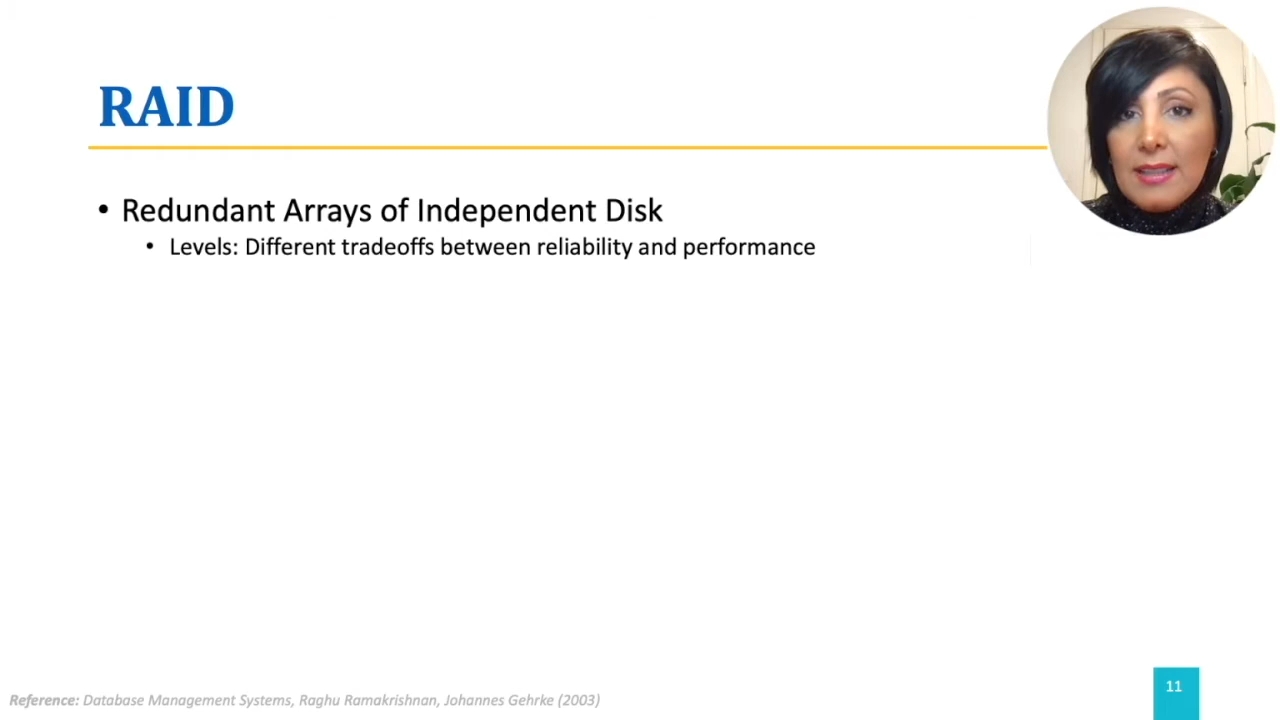 RAID
• Redundant Arrays of Independent Disk
• Levels: Different tradeoffs between reliability and performance
Reference: Database Management Systems, Raghu Ramakrishnan, Johannes Gehrke (2003)
11